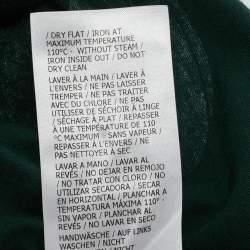 / DRY FLAT / IRON AT
MAXIMUM TEMPERATURE
110°C - WITHOUT STEAM /
IRON INSIDE OUT / DO NOT
DRY CLEAN
LAVER À LA MAIN / LAVER À
L'ENVERS / NE PAS LAISSER
TREMPER / NE PAS TRAITER
AVEC DU CHLORE / NE PAS
UTILISER DE SÉCHOIR À LINGE
/ SÉCHAGE À PLAT / REPASSER
À UNE TEMPÉRATURE DE 110
°C MAXIMUM - SANS VAPEUR /
REPASSER À L'ENVERS / NE
PAS NETTOYER À SEC
LAVAR A MANO / LAVAR AL
REVÉS / NO DEJAR EN REMOJO
/ NO TRATAR CON CLORO / NO
UTILIZAR SECADORA / SECAR
EN HORIZONTAL / PLANCHAR A
TEMPERATURA MÁXIMA 110° -
SIN VAPOR / PLANCHAR AL
REVÉS / NO LAVAR EN SECO
HANDWÄSCHE / AUF LINKS
WASCHEN / NICHT